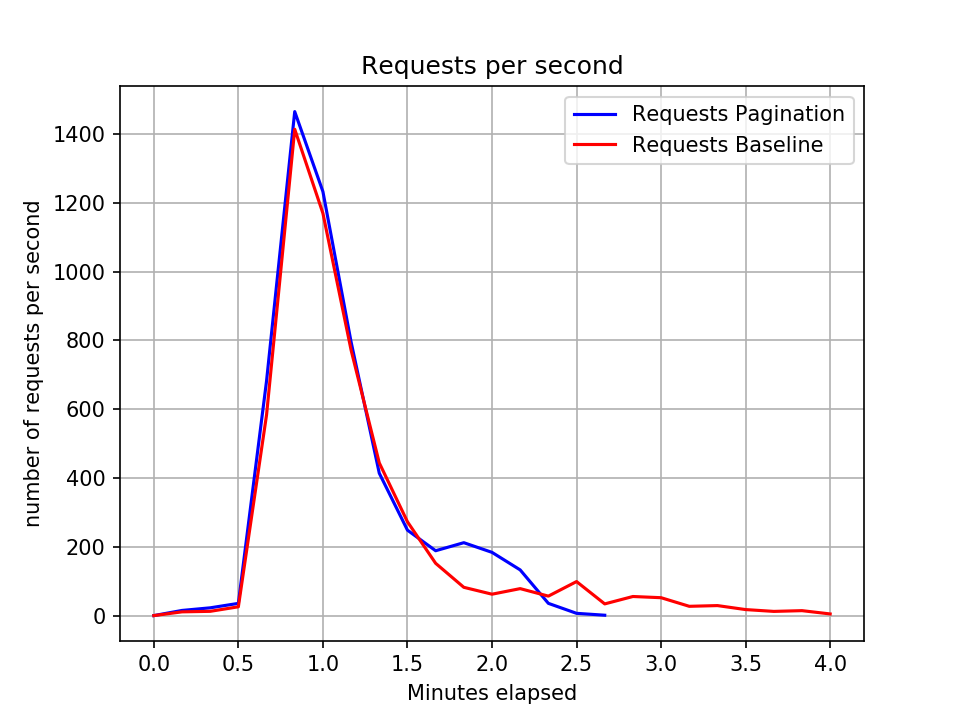 Requests per second
Requests Pagination
Requests Baseline
number of requests per second
1400
1200
1000
800
600
400
200
0
0.0 0.5 1.0 1.5 2.0 2.5 3.0 3.5 4.0
Minutes elapsed